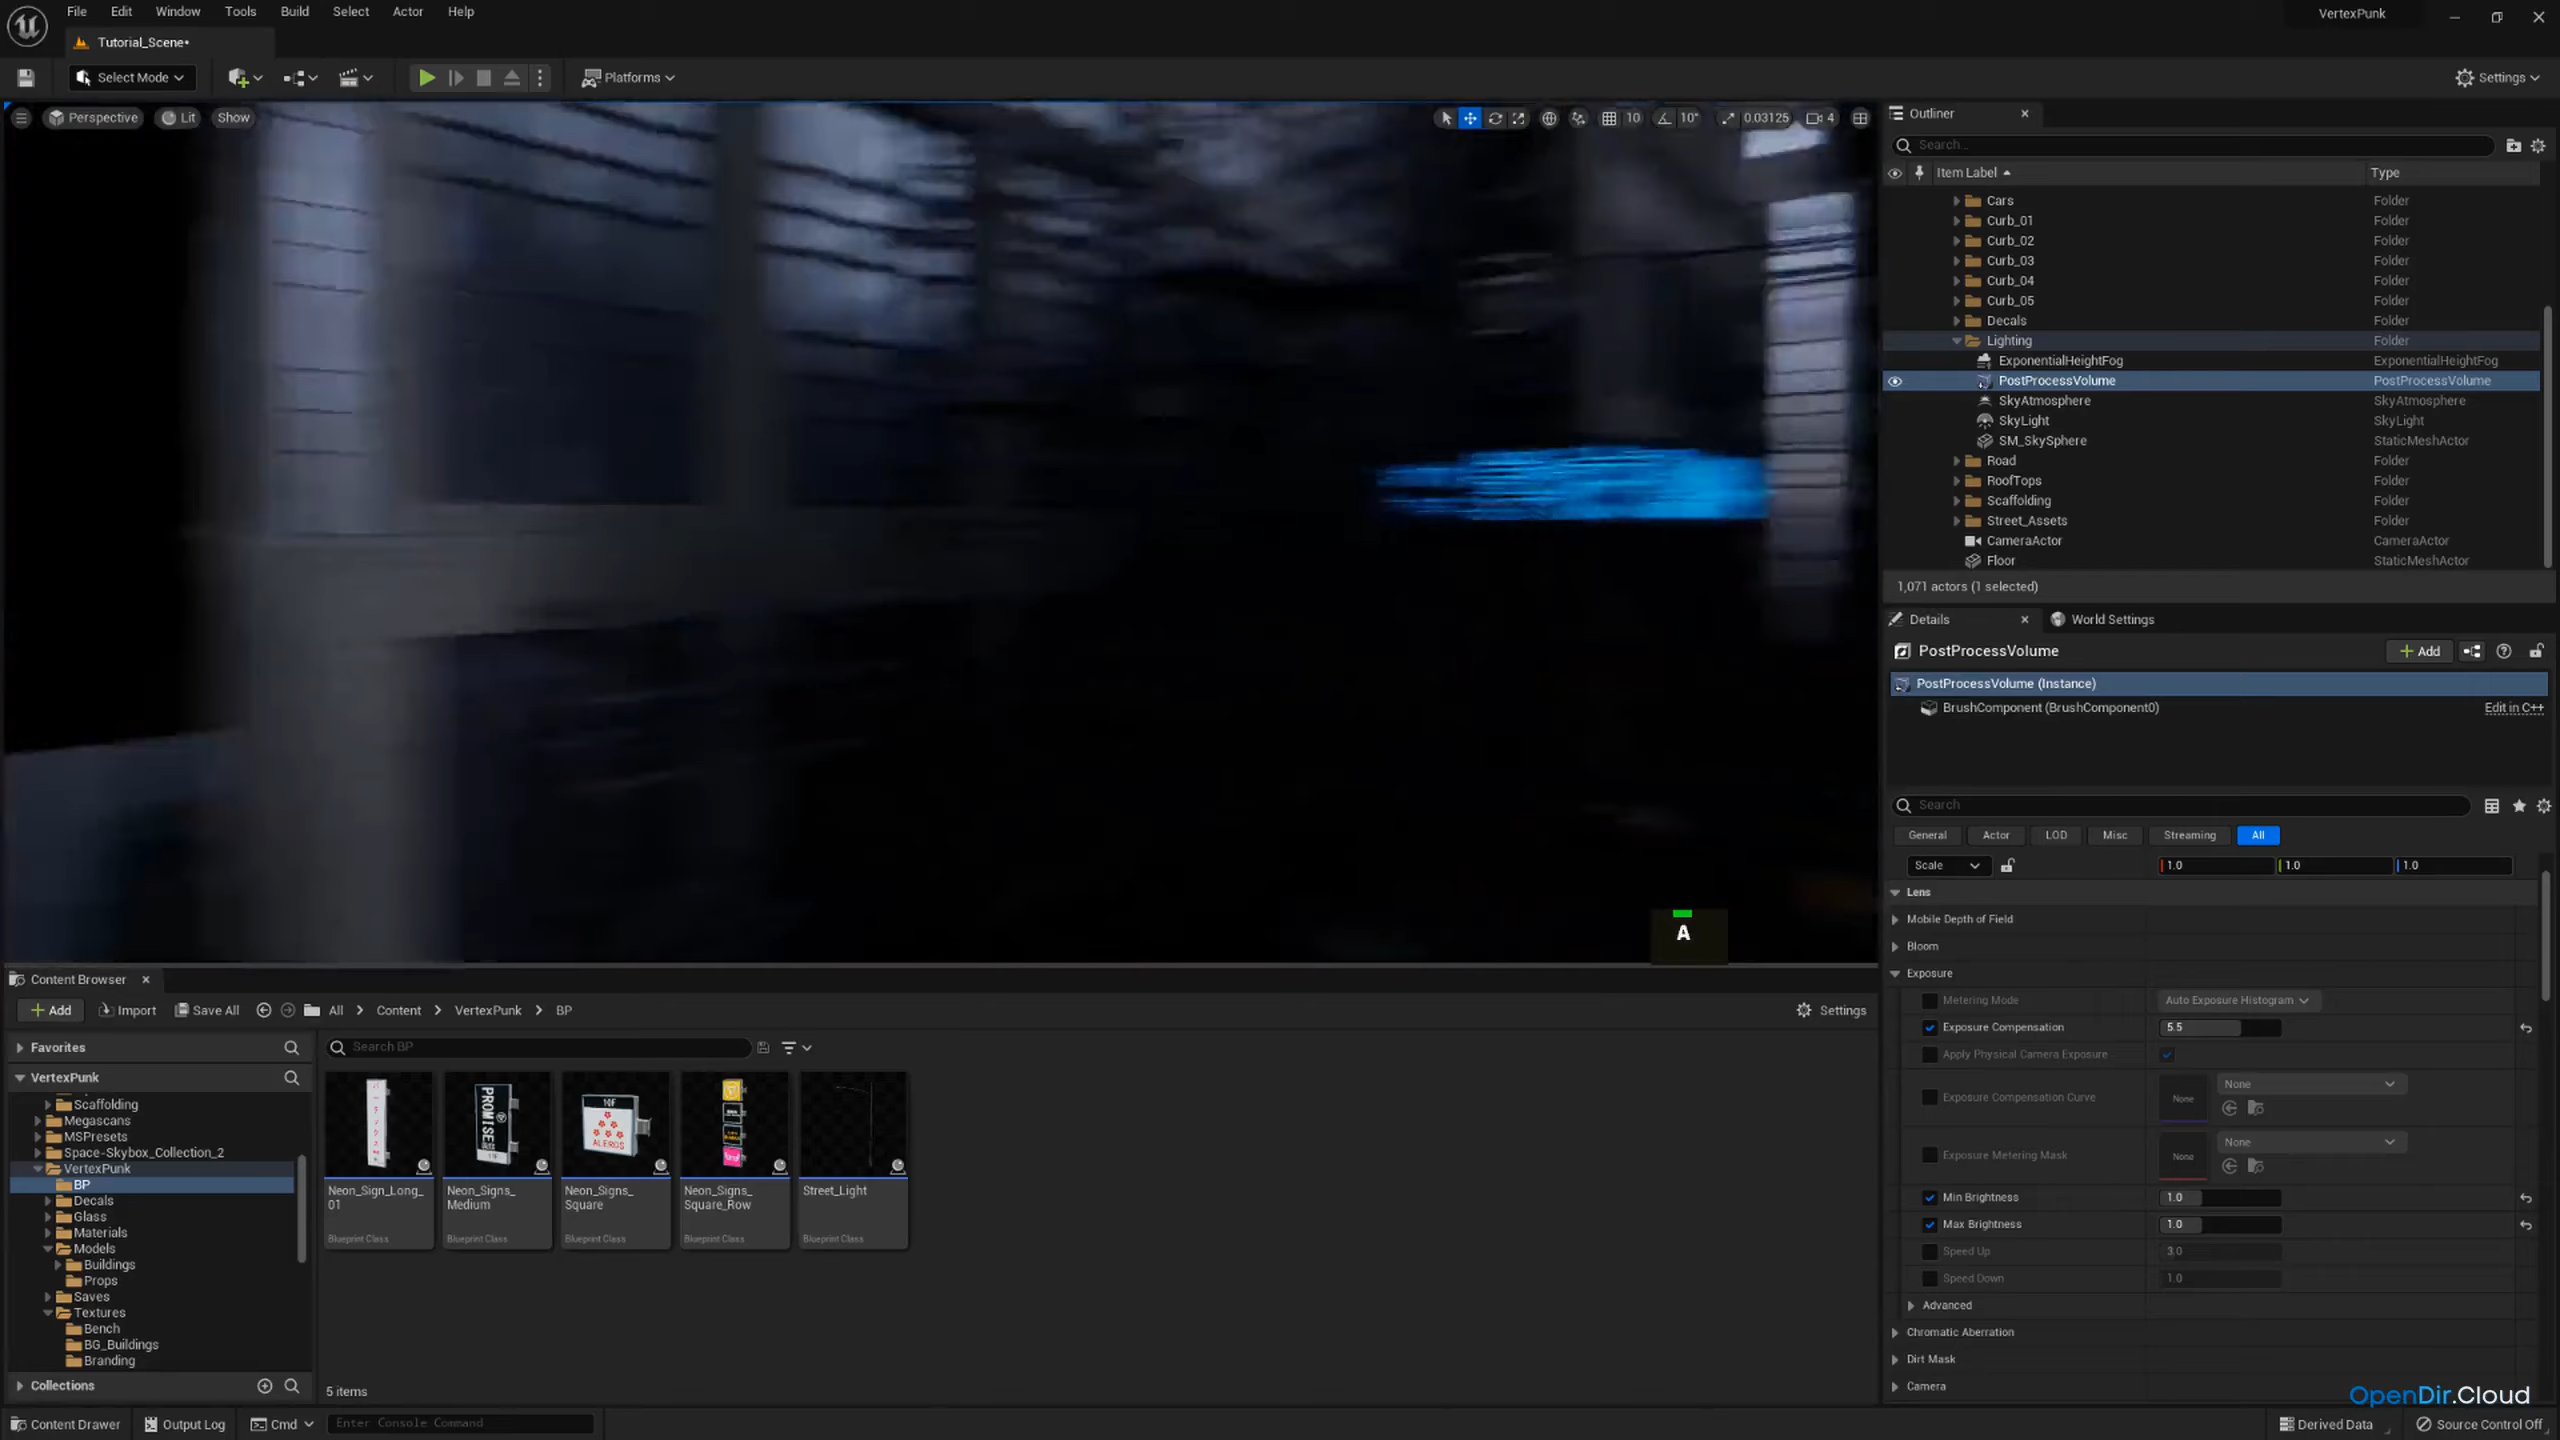 File Edit Window Tools Build Select Actor Help
VertexPunk
Tutorial_Scene•
Select Mode
Platforms
Settings
Perspective
Lit
Show
10
10°
0.03125
4
A
Outliner
Search...
Item Label
Type
Cars
Folder
Curb_01
Folder
Curb_02
Folder
Curb_03
Folder
Curb_04
Folder
Curb_05
Folder
Decals
Folder
Lighting
Folder
ExponentialHeightFog
ExponentialHeightFog
PostProcessVolume
PostProcessVolume
SkyAtmosphere
SkyAtmosphere
SkyLight
SkyLight
SM_SkySphere
StaticMeshActor
Road
Folder
RoofTops
Folder
Scaffolding
Folder
Street_Assets
Folder
CameraActor
CameraActor
Floor
StaticMeshActor
1,071 actors (1 selected)
Details
World Settings
PostProcessVolume
Add
PostProcessVolume (Instance)
BrushComponent (BrushComponent0)
Edit in C++
Search
General
Actor
LOD
Misc
Streaming
All
Scale
1.0
1.0
1.0
Lens
Mobile Depth of Field
Bloom
Exposure
Metering Mode
Auto Exposure Histogram
Exposure Compensation
5.5
Apply Physical Camera Exposure
Exposure Compensation Curve
None
None
Exposure Metering Mask
None
None
Min Brightness
1.0
Max Brightness
1.0
Speed Up
3.0
Speed Down
1.0
Advanced
Chromatic Aberration
Dirt Mask
Camera
Content Browser
Add
Import
Save All
All > Content > VertexPunk > BP
Settings
Favorites
VertexPunk
Scaffolding
Megascans
MSPresets
Space-Skybox_Collection_2
VertexPunk
BP
Decals
Glass
Materials
Models
Buildings
Props
Saves
Textures
Bench
BG_Buildings
Branding
Collections
Search BP
PROMISE
10F
ALEROS
Neon_Sign_Long_
01
Blueprint Class
Neon_Signs_
Medium
Blueprint Class
Neon_Signs_
Square
Blueprint Class
Neon_Signs_
Square_Row
Blueprint Class
Street_Light
Blueprint Class
5 items
OpenDir.Cloud
Content Drawer
Output Log
Cmd
Enter Console Command
Derived Data
Source Control Off